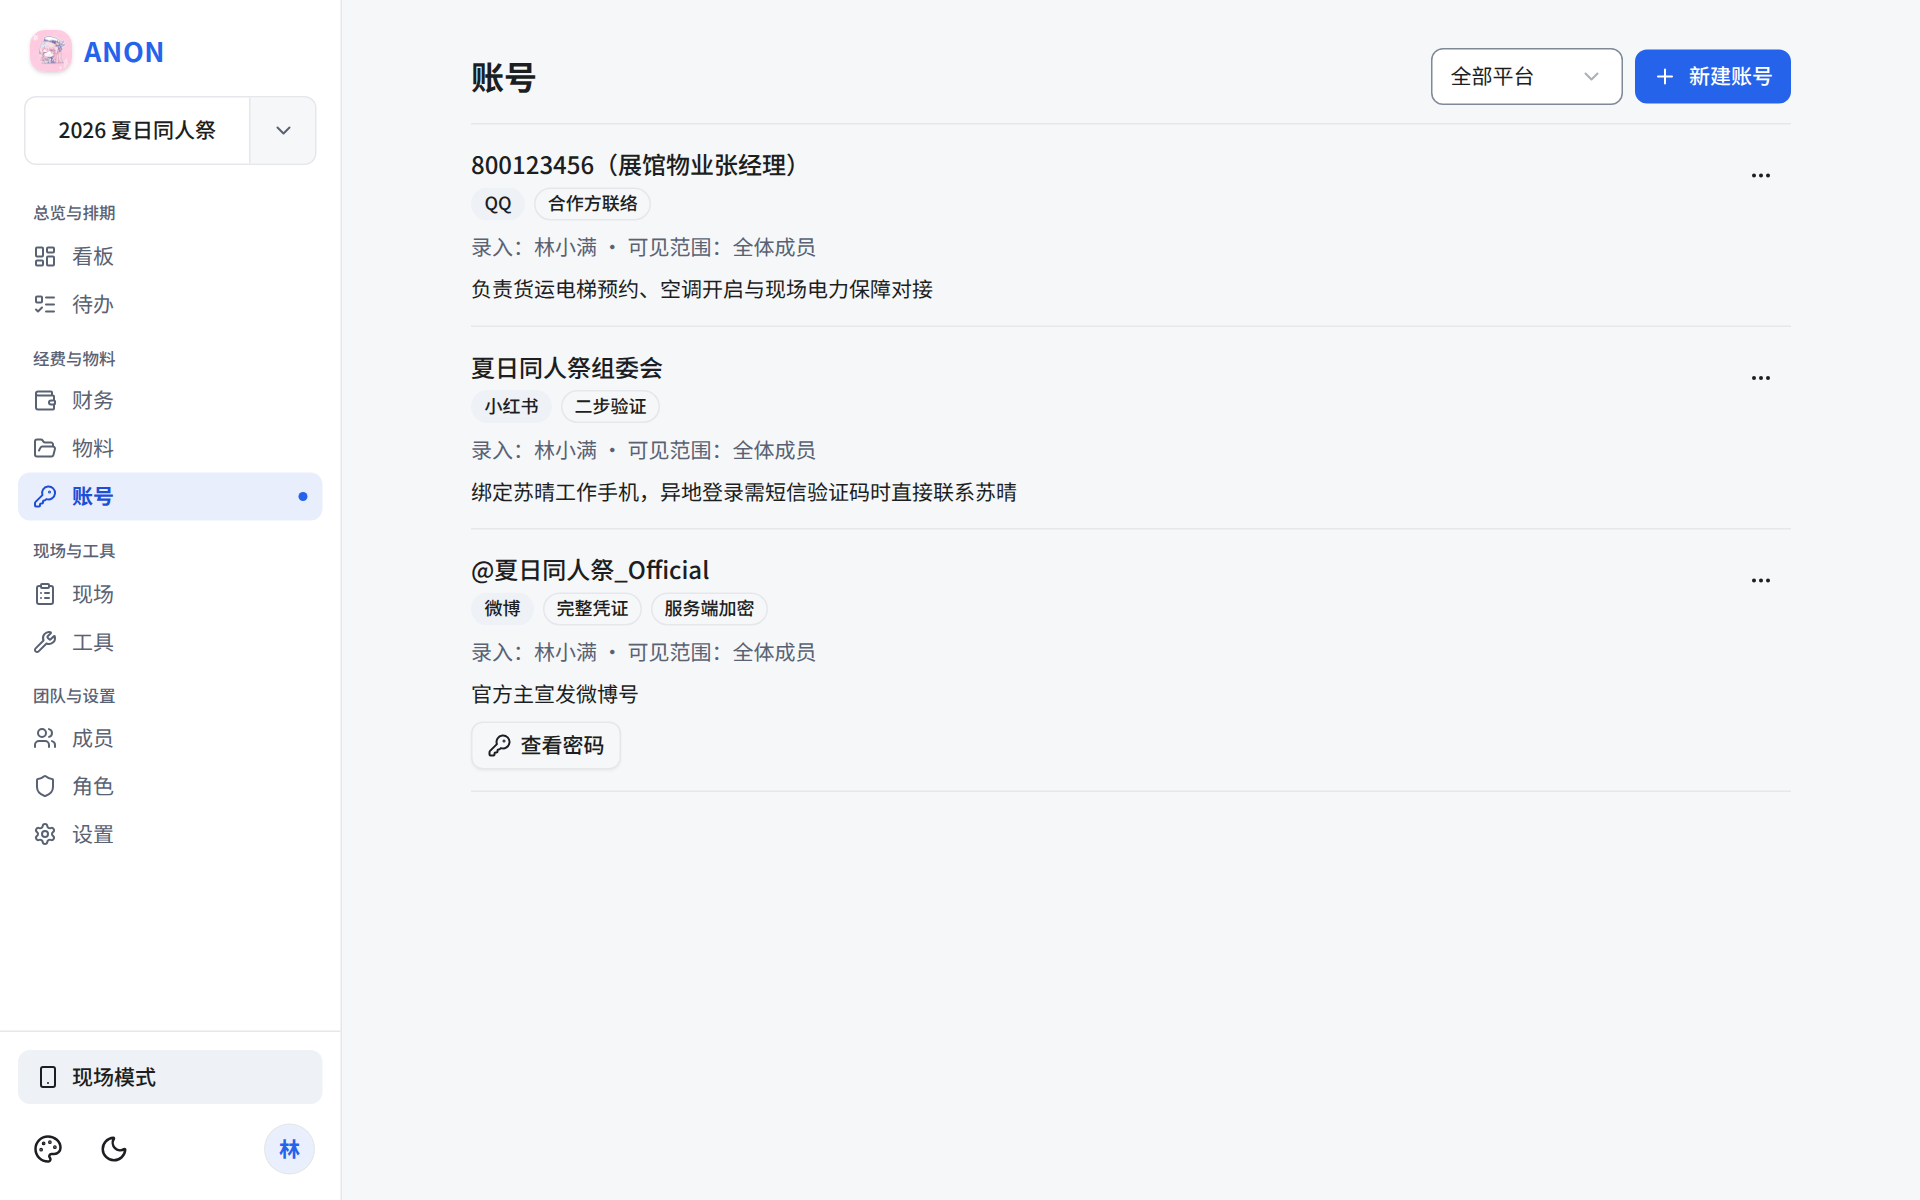 ANON
2026 夏日同人祭
总览与排期
看板
待办
经费与物料
财务
物料
账号
现场与工具
现场
工具
团队与设置
成员
角色
设置
现场模式
林
账号
全部平台
新建账号
800123456（展馆物业张经理）
QQ 合作方联络
录入：林小满 · 可见范围：全体成员
负责货运电梯预约、空调开启与现场电力保障对接
夏日同人祭组委会
小红书 二步验证
录入：林小满 · 可见范围：全体成员
绑定苏晴工作手机，异地登录需短信验证码时直接联系苏晴
@夏日同人祭_Official
微博 完整凭证 服务端加密
录入：林小满 · 可见范围：全体成员
官方主宣发微博号
查看密码